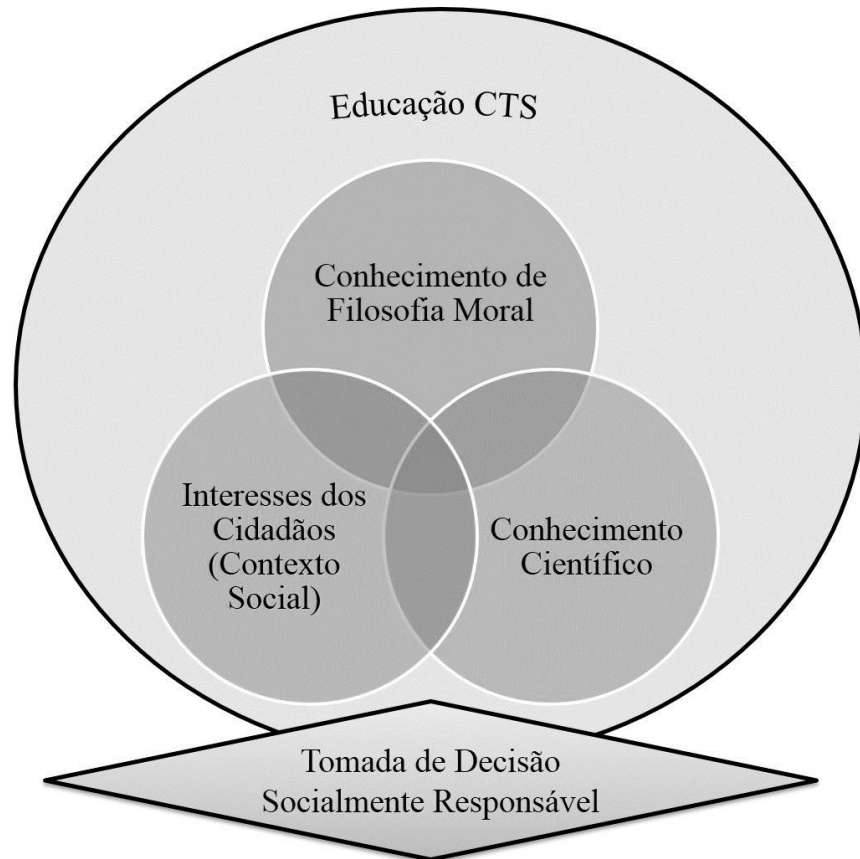 Educação CTS
Conhecimento de
Filosofia Moral
Interesses dos
Cidadãos
(Contexto
Social)
Conhecimento
Científico
Tomada de Decisão
Socialmente Responsável